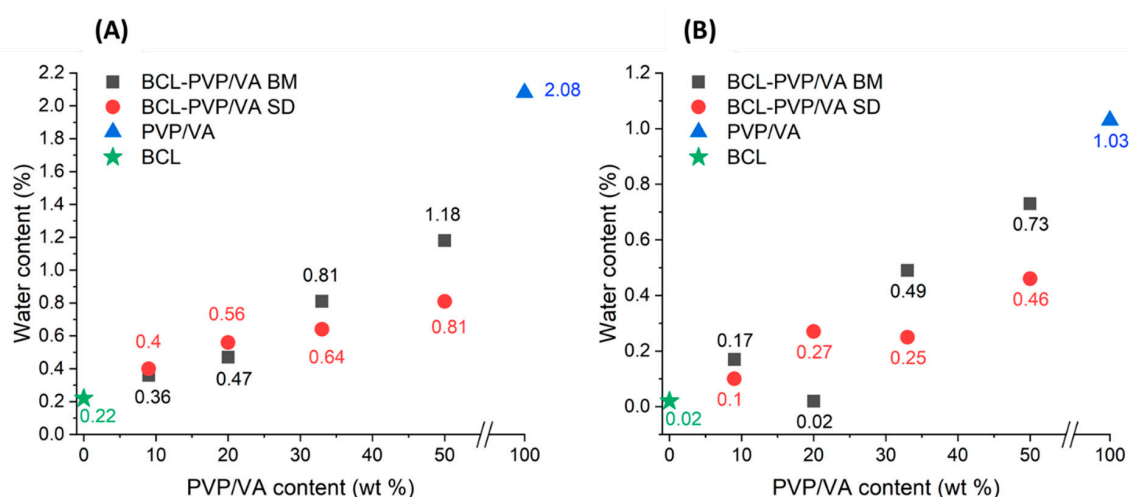 (A)
BCL-PVP/VA BM
BCL-PVP/VA SD
PVP/VA
BCL
Water content (%)
2.2
2.0
1.8
1.6
1.4
1.2
1.0
0.8
0.6
0.4
0.2
0.0
2.08
1.18
0.81
0.56
0.4
0.81
0.64
0.47
0.36
0.22
0 10 20 30 40 50 100
PVP/VA content (wt %)
(B)
BCL-PVP/VA BM
BCL-PVP/VA SD
PVP/VA
BCL
Water content (%)
1.2
1.0
0.8
0.6
0.4
0.2
0.0
1.03
0.73
0.49
0.46
0.17
0.27
0.25
0.1
0.02
0.02
0 10 20 30 40 50 100
PVP/VA content (wt %)